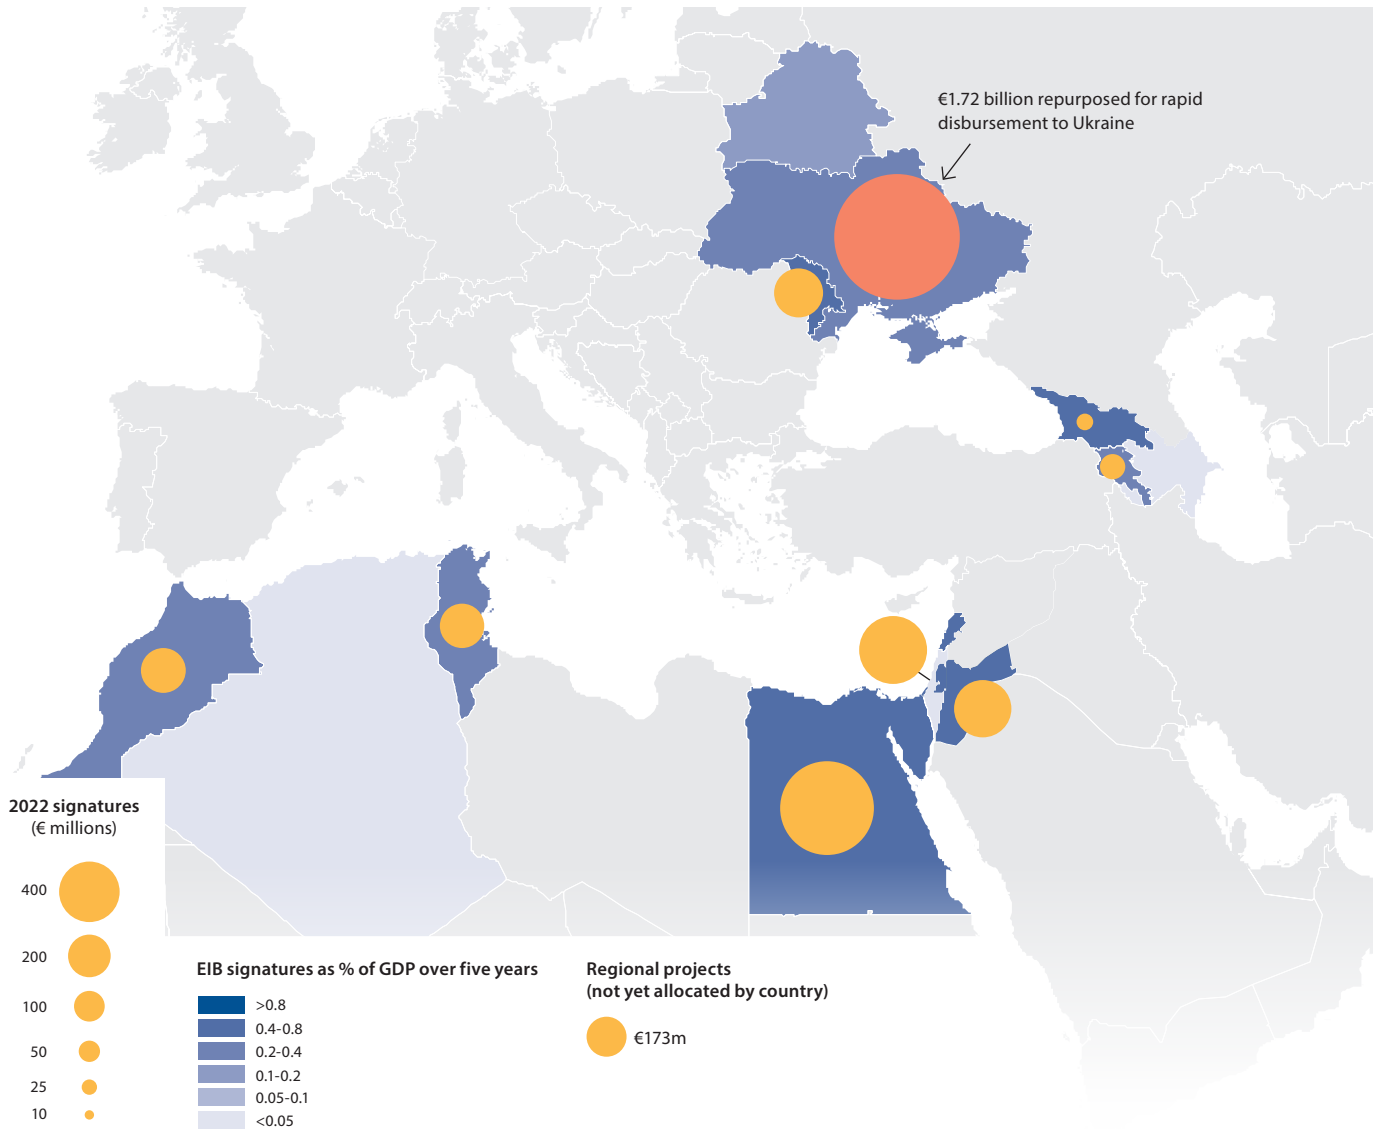 €1.72 billion repurposed for rapid
disbursement to Ukraine
2022 signatures
(€ millions)
400
200
100
50
25
10
EIB signatures as % of GDP over five years
>0.8
0.4-0.8
0.2-0.4
0.1-0.2
0.05-0.1
<0.05
Regional projects
(not yet allocated by country)
€173m